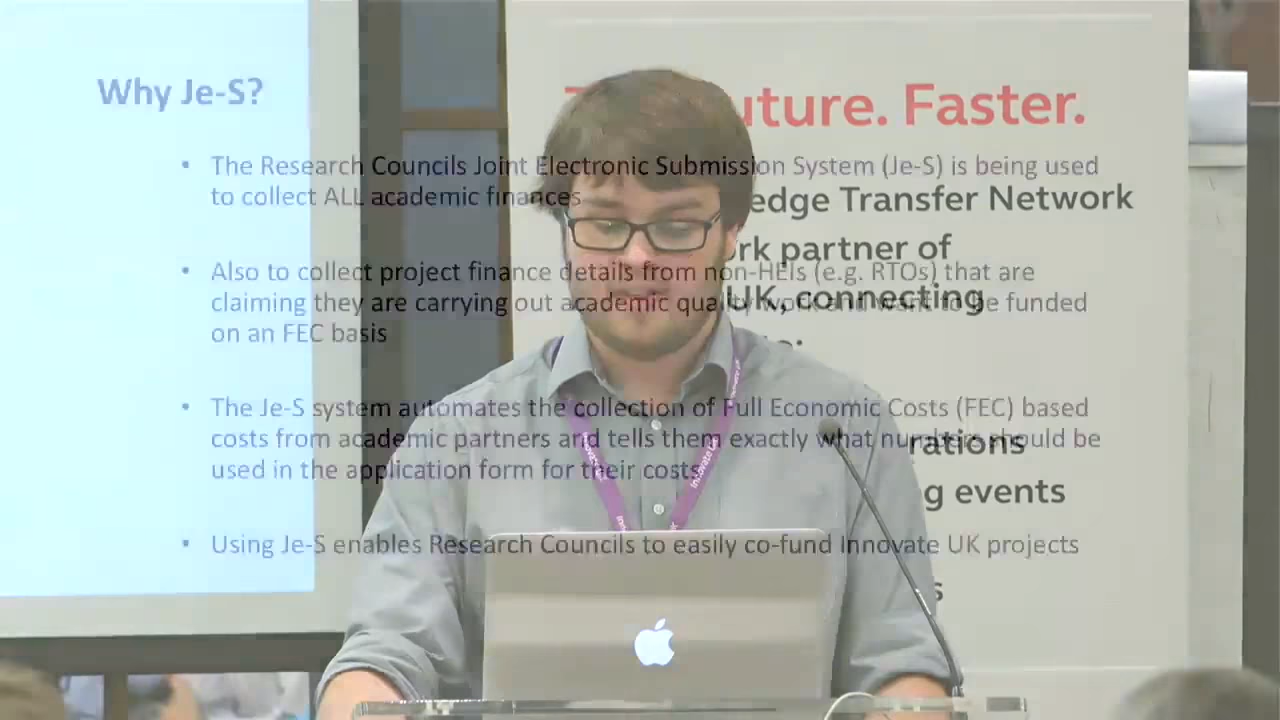 Why Je-S?
• The Research Councils Joint Electronic Submission System (Je-S) is being used
to collect ALL academic finances
• Also to collect project finance details from non-HEIs (e.g. RTOs) that are
claiming they are carrying out academic quality work and want to be funded
on an FEC basis
• The Je-S system automates the collection of Full Economic Costs (FEC) based
costs from academic partners and tells them exactly what numbers should be
used in the application form for their costs
• Using Je-S enables Research Councils to easily co-fund Innovate UK projects
uture. Faster.
edge Transfer Network
rk partner of
UK, connecting
rations
g events
Innovate UK